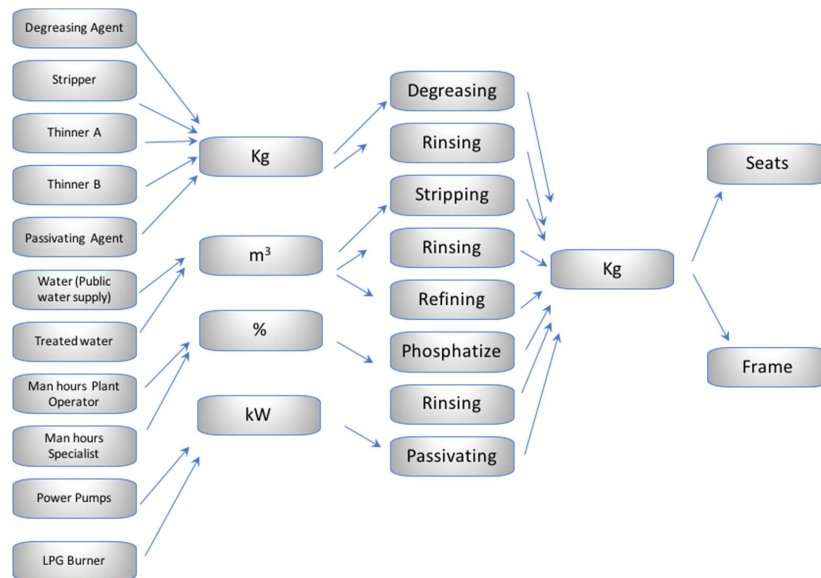 Degreasing Agent
Stripper
Thinner A
Thinner B
Passivating Agent
Water (Public
water supply)
Treated water
Man hours Plant
Operator
Man hours
Specialist
Power Pumps
LPG Burner
Kg
m³
%
kW
Degreasing
Rinsing
Stripping
Rinsing
Refining
Phosphatize
Rinsing
Passivating
Kg
Seats
Frame